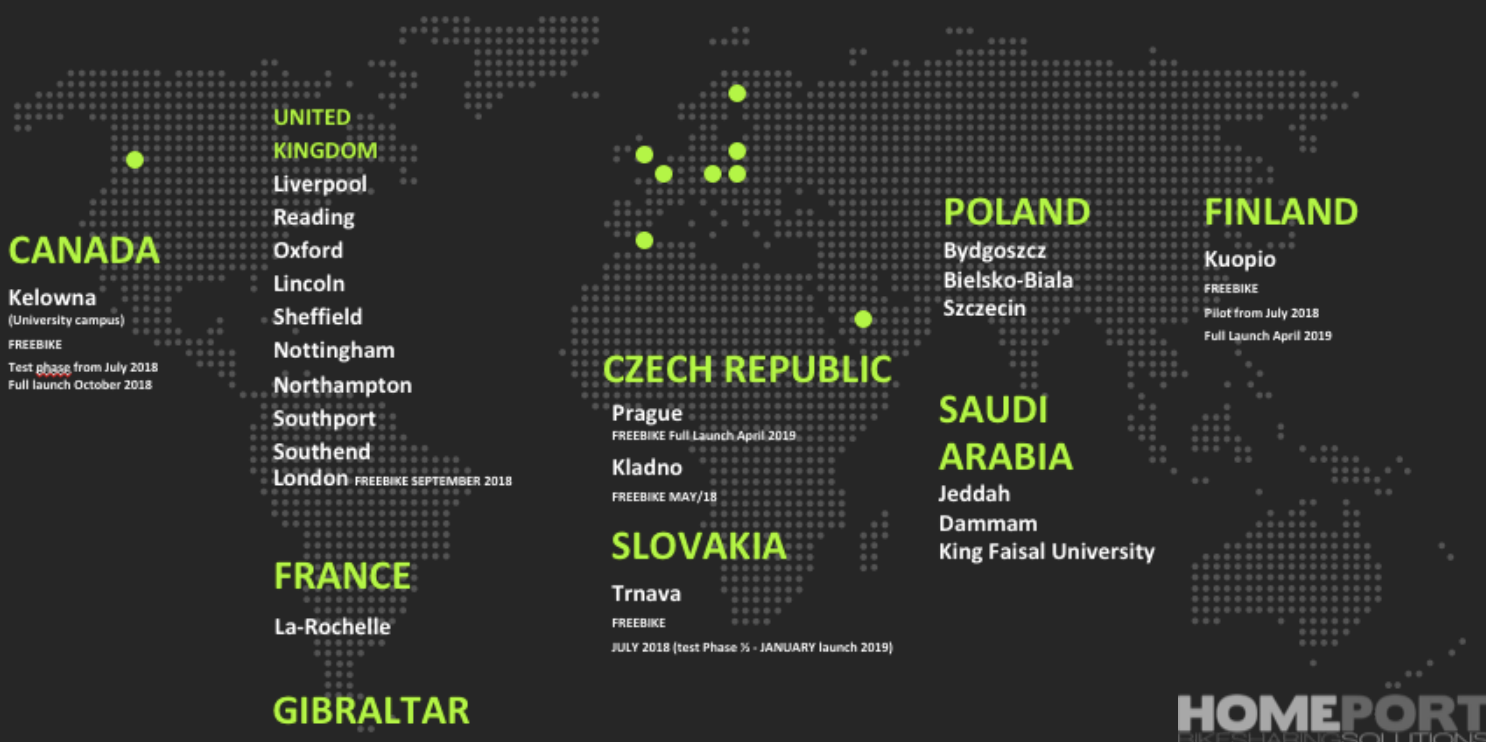 CANADA
Kelowna
(University campus)
FREEBIKE
Test phase from July 2018
Full launch October 2018
UNITED
KINGDOM
Liverpool
Reading
Oxford
Lincoln
Sheffield
Nottingham
Northampton
Southport
Southend
London FREEBIKE SEPTEMBER 2018
FRANCE
La-Rochelle
GIBRALTAR
CZECH REPUBLIC
Prague
FREEBIKE Full Launch April 2019
Kladno
FREEBIKE MAY/18
SLOVAKIA
Trnava
FREEBIKE
JULY 2018 (test Phase ⅓ - JANUARY launch 2019)
POLAND
Bydgoszcz
Bielsko-Biala
Szczecin
SAUDI
ARABIA
Jeddah
Dammam
King Faisal University
FINLAND
Kuopio
FREEBIKE
Pilot from July 2018
Full Launch April 2019
HOMEPORT
BIKESHARINGSOLUTIONS